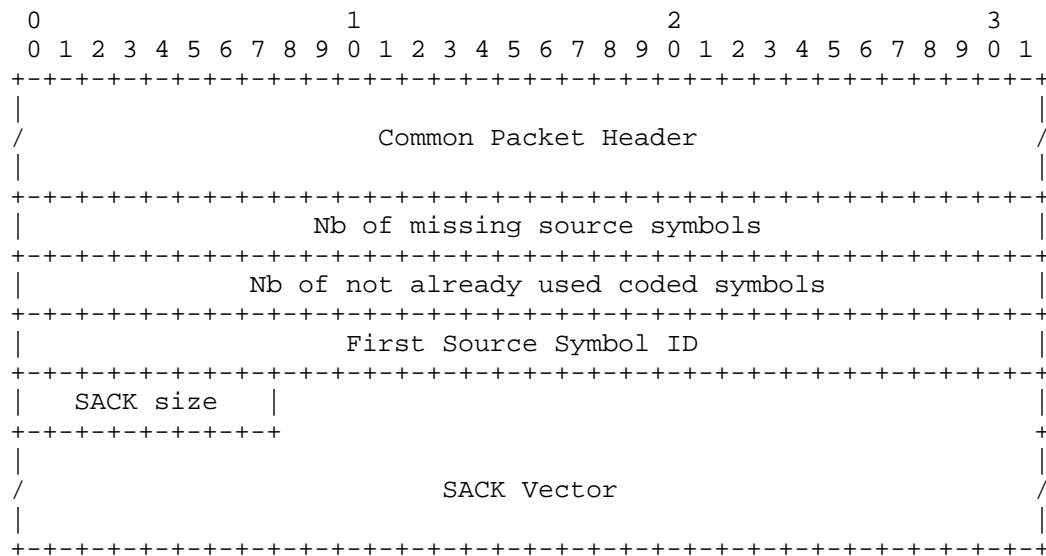 0                   1                   2                   3
 0 1 2 3 4 5 6 7 8 9 0 1 2 3 4 5 6 7 8 9 0 1 2 3 4 5 6 7 8 9 0 1
+-+-+-+-+-+-+-+-+-+-+-+-+-+-+-+-+-+-+-+-+-+-+-+-+-+-+-+-+-+-+-+-+
|                                                               |
/                      Common Packet Header                     /
|                                                               |
+-+-+-+-+-+-+-+-+-+-+-+-+-+-+-+-+-+-+-+-+-+-+-+-+-+-+-+-+-+-+-+-+
|                  Nb of missing source symbols                 |
+-+-+-+-+-+-+-+-+-+-+-+-+-+-+-+-+-+-+-+-+-+-+-+-+-+-+-+-+-+-+-+-+
|              Nb of not already used coded symbols             |
+-+-+-+-+-+-+-+-+-+-+-+-+-+-+-+-+-+-+-+-+-+-+-+-+-+-+-+-+-+-+-+-+
|                    First Source Symbol ID                     |
+-+-+-+-+-+-+-+-+-+-+-+-+-+-+-+-+-+-+-+-+-+-+-+-+-+-+-+-+-+-+-+-+
|   SACK size   |                                               |
+-+-+-+-+-+-+-+-+                                               +
|                                                               |
/                          SACK Vector                          /
|                                                               |
+-+-+-+-+-+-+-+-+-+-+-+-+-+-+-+-+-+-+-+-+-+-+-+-+-+-+-+-+-+-+-+-+